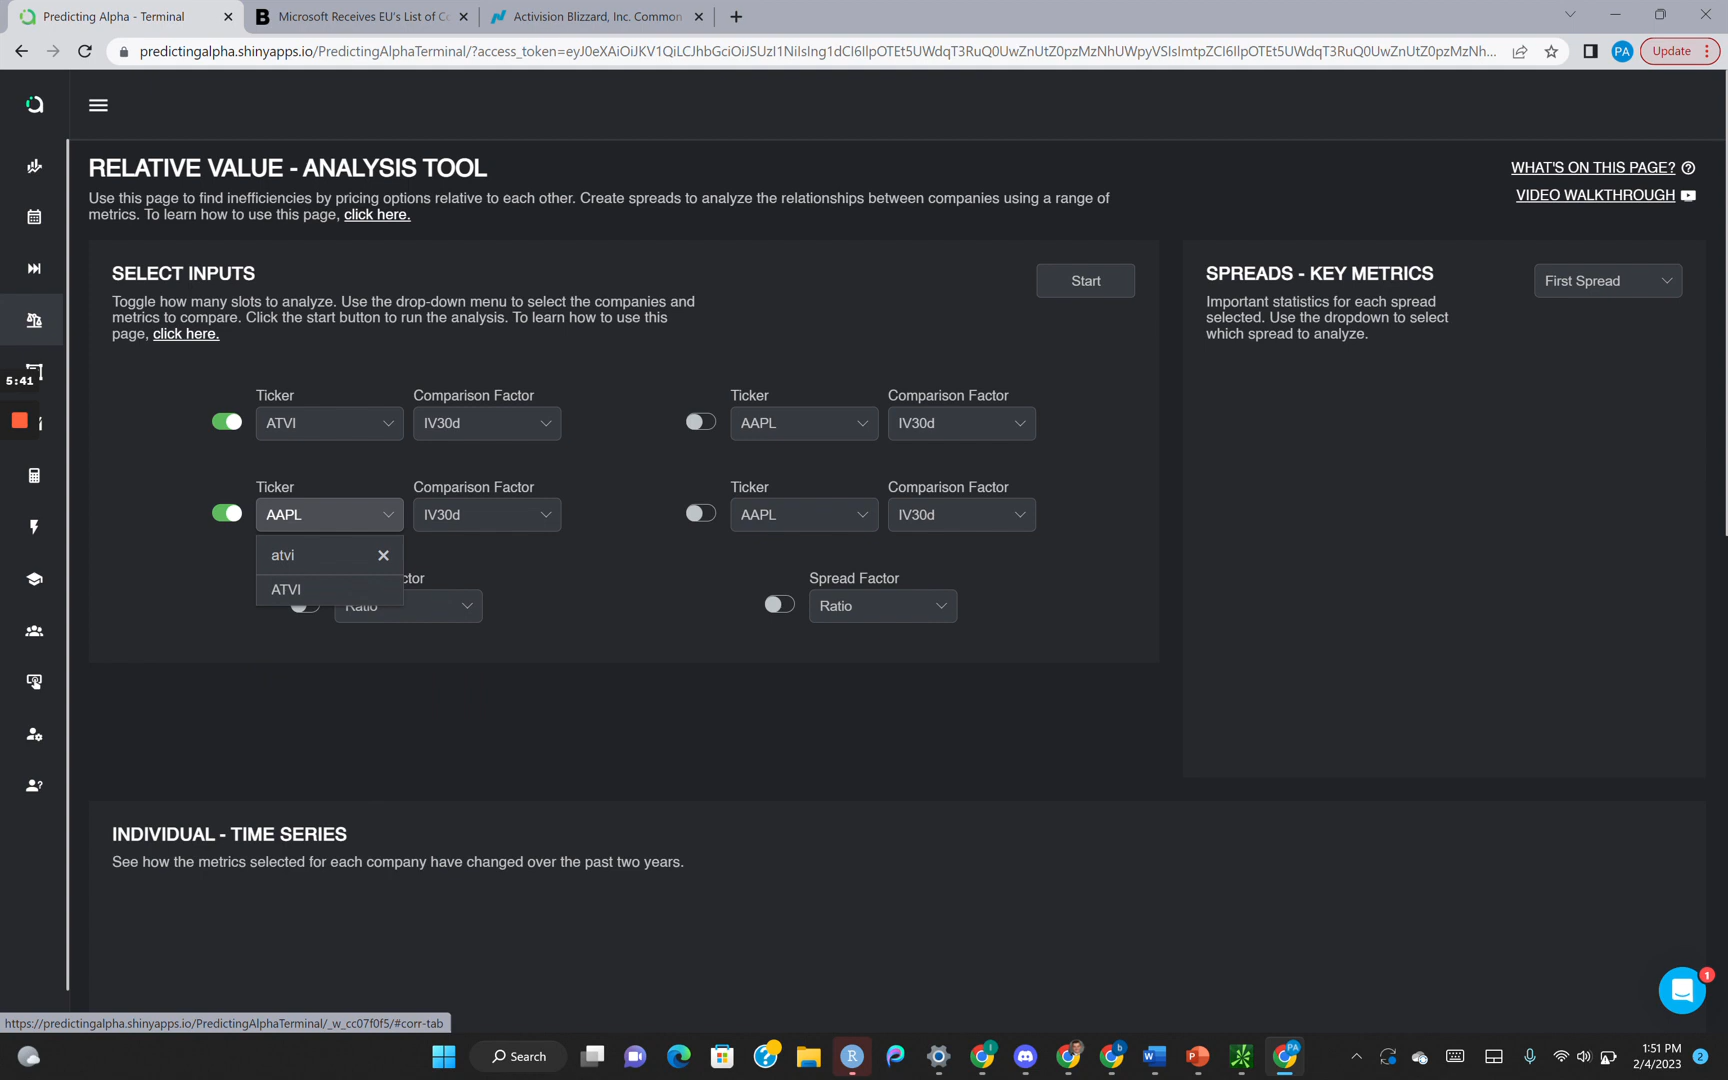 Predicting Alpha - Terminal
Microsoft Receives EU's List of Co
Activision Blizzard, Inc. Common
predictingalpha.shinyapps.io/PredictingAlphaTerminal/?access_token=eyJ0eXAiOiJKV1QiLCJhbGciOiJSUzI1NiIsIng1dCI6IlpOTEt5UWdqT3RuQ0UwZnUtZ0pzMzNhUWpyVSIsImtpZCI6IlpOTEt5UWdqT3RuQ0UwZnUtZ0pzMzNh...
PA
Update
RELATIVE VALUE - ANALYSIS TOOL
Use this page to find inefficiencies by pricing options relative to each other. Create spreads to analyze the relationships between companies using a range of
metrics. To learn how to use this page, click here.
WHAT'S ON THIS PAGE?
VIDEO WALKTHROUGH
SELECT INPUTS
Start
Toggle how many slots to analyze. Use the drop-down menu to select the companies and
metrics to compare. Click the start button to run the analysis. To learn how to use this
page, click here.
SPREADS - KEY METRICS
First Spread
Important statistics for each spread
selected. Use the dropdown to select
which spread to analyze.
5:41
Ticker Comparison Factor Ticker Comparison Factor
ATVI IV30d AAPL IV30d
Ticker Comparison Factor Ticker Comparison Factor
AAPL IV30d AAPL IV30d
atvi
ATVI
ctor
Ratio
Spread Factor
Ratio
INDIVIDUAL - TIME SERIES
See how the metrics selected for each company have changed over the past two years.
1
https://predictingalpha.shinyapps.io/PredictingAlphaTerminal/_w_cc07f0f5/#corr-tab
Search
1:51 PM
2/4/2023
2